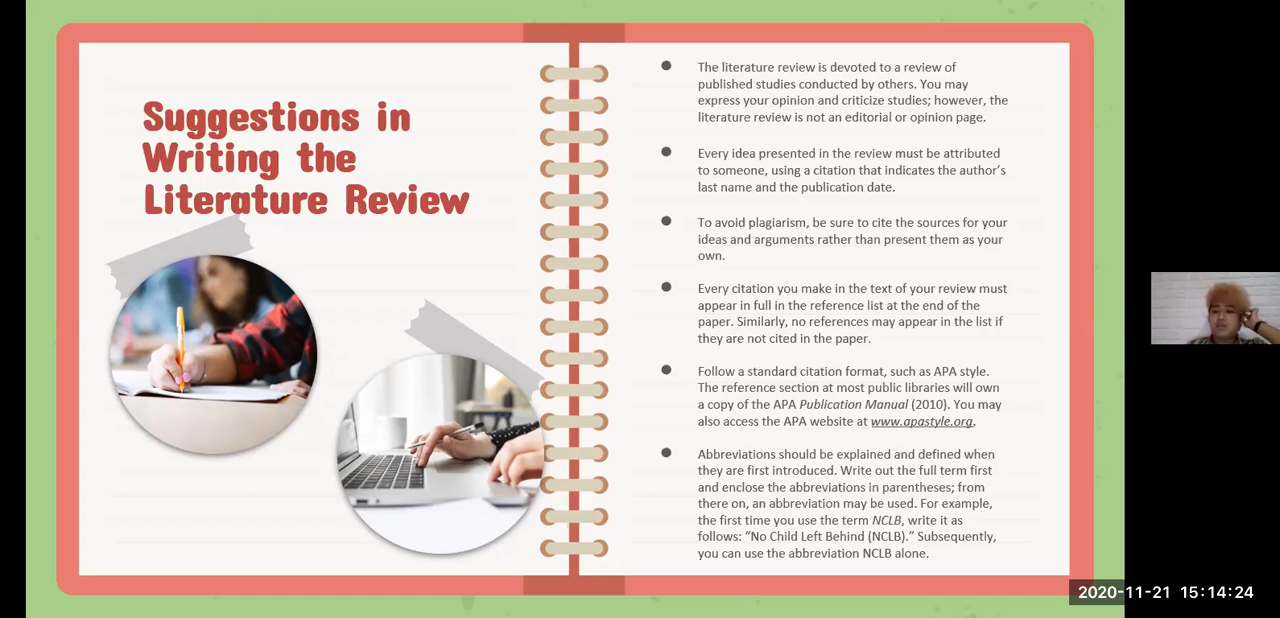 Suggestions in
Writing the
Literature Review
The literature review is devoted to a review of
published studies conducted by others. You may
express your opinion and criticize studies; however, the
literature review is not an editorial or opinion page.
Every idea presented in the review must be attributed
to someone, using a citation that indicates the author's
last name and the publication date.
To avoid plagiarism, be sure to cite the sources for your
ideas and arguments rather than present them as your
own.
Every citation you make in the text of your review must
appear in full in the reference list at the end of the
paper. Similarly, no references may appear in the list if
they are not cited in the paper.
Follow a standard citation format, such as APA style.
The reference section at most public libraries will own
a copy of the APA Publication Manual (2010). You may
also access the APA website at www.apastyle.org.
Abbreviations should be explained and defined when
they are first introduced. Write out the full term first
and enclose the abbreviations in parentheses; from
there on, an abbreviation may be used. For example,
the first time you use the term NCLB, write it as
follows: “No Child Left Behind (NCLB).” Subsequently,
you can use the abbreviation NCLB alone.
2020-11-21 15:14:24